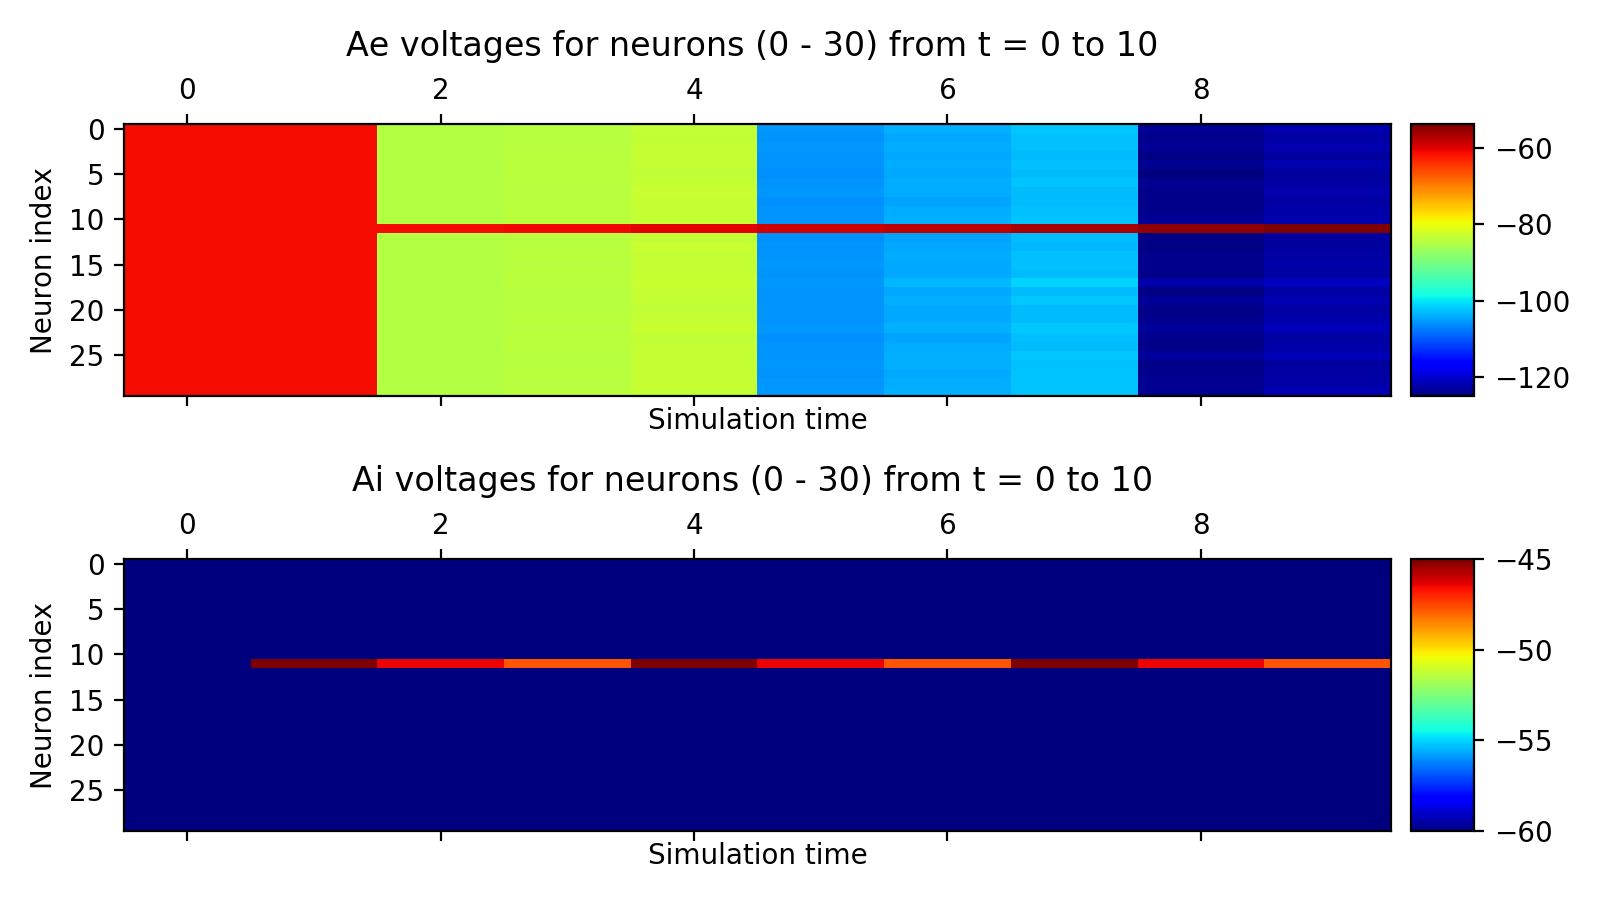 Ae voltages for neurons (0 - 30) from t = 0 to 10
0 2 4 6 8
Neuron index
0
5
10
15
20
25
−60
−80
−100
−120
Simulation time
Ai voltages for neurons (0 - 30) from t = 0 to 10
0 2 4 6 8
Neuron index
0
5
10
15
20
25
−45
−50
−55
−60
Simulation time